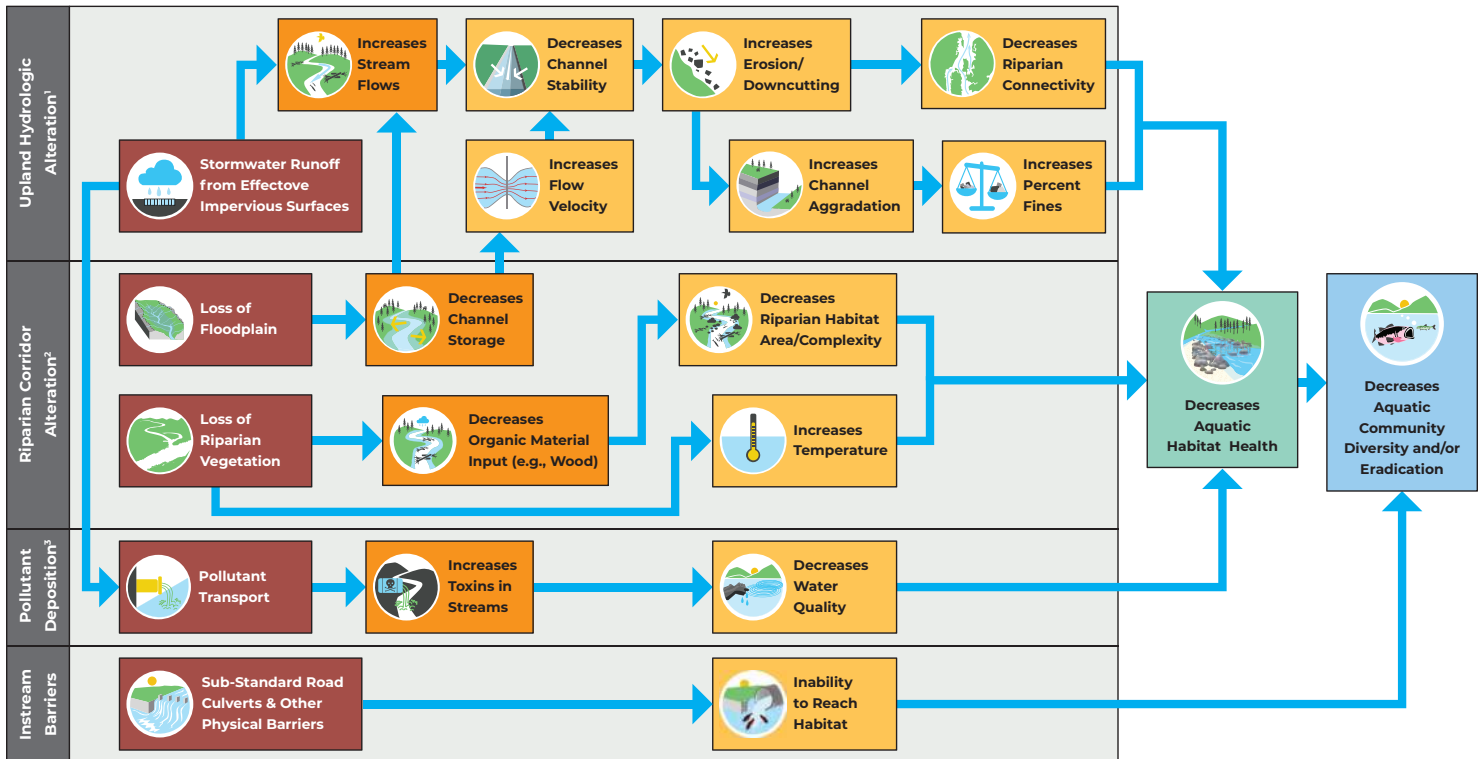 Upland Hydrologic
Alteration¹
Increases
Stream
Flows
Decreases
Channel
Stability
Increases
Erosion/
Downcutting
Decreases
Riparian
Connectivity
Stormwater Runoff
from Effectove
Impervious Surfaces
Increases
Flow
Velocity
Increases
Channel
Aggradation
Increases
Percent
Fines
Riparian Corridor
Alteration²
Loss of
Floodplain
Decreases
Channel
Storage
Decreases
Riparian Habitat
Area/Complexity
Loss of
Riparian
Vegetation
Decreases
Organic Material
Input (e.g., Wood)
Increases
Temperature
Decreases
Aquatic
Habitat Health
Decreases
Aquatic
Community
Diversity and/or
Eradication
Pollutant
Deposition³
Pollutant
Transport
Increases
Toxins in
Streams
Decreases
Water
Quality
Instream
Barriers
Sub-Standard Road
Culverts & Other
Physical Barriers
Inability
to Reach
Habitat